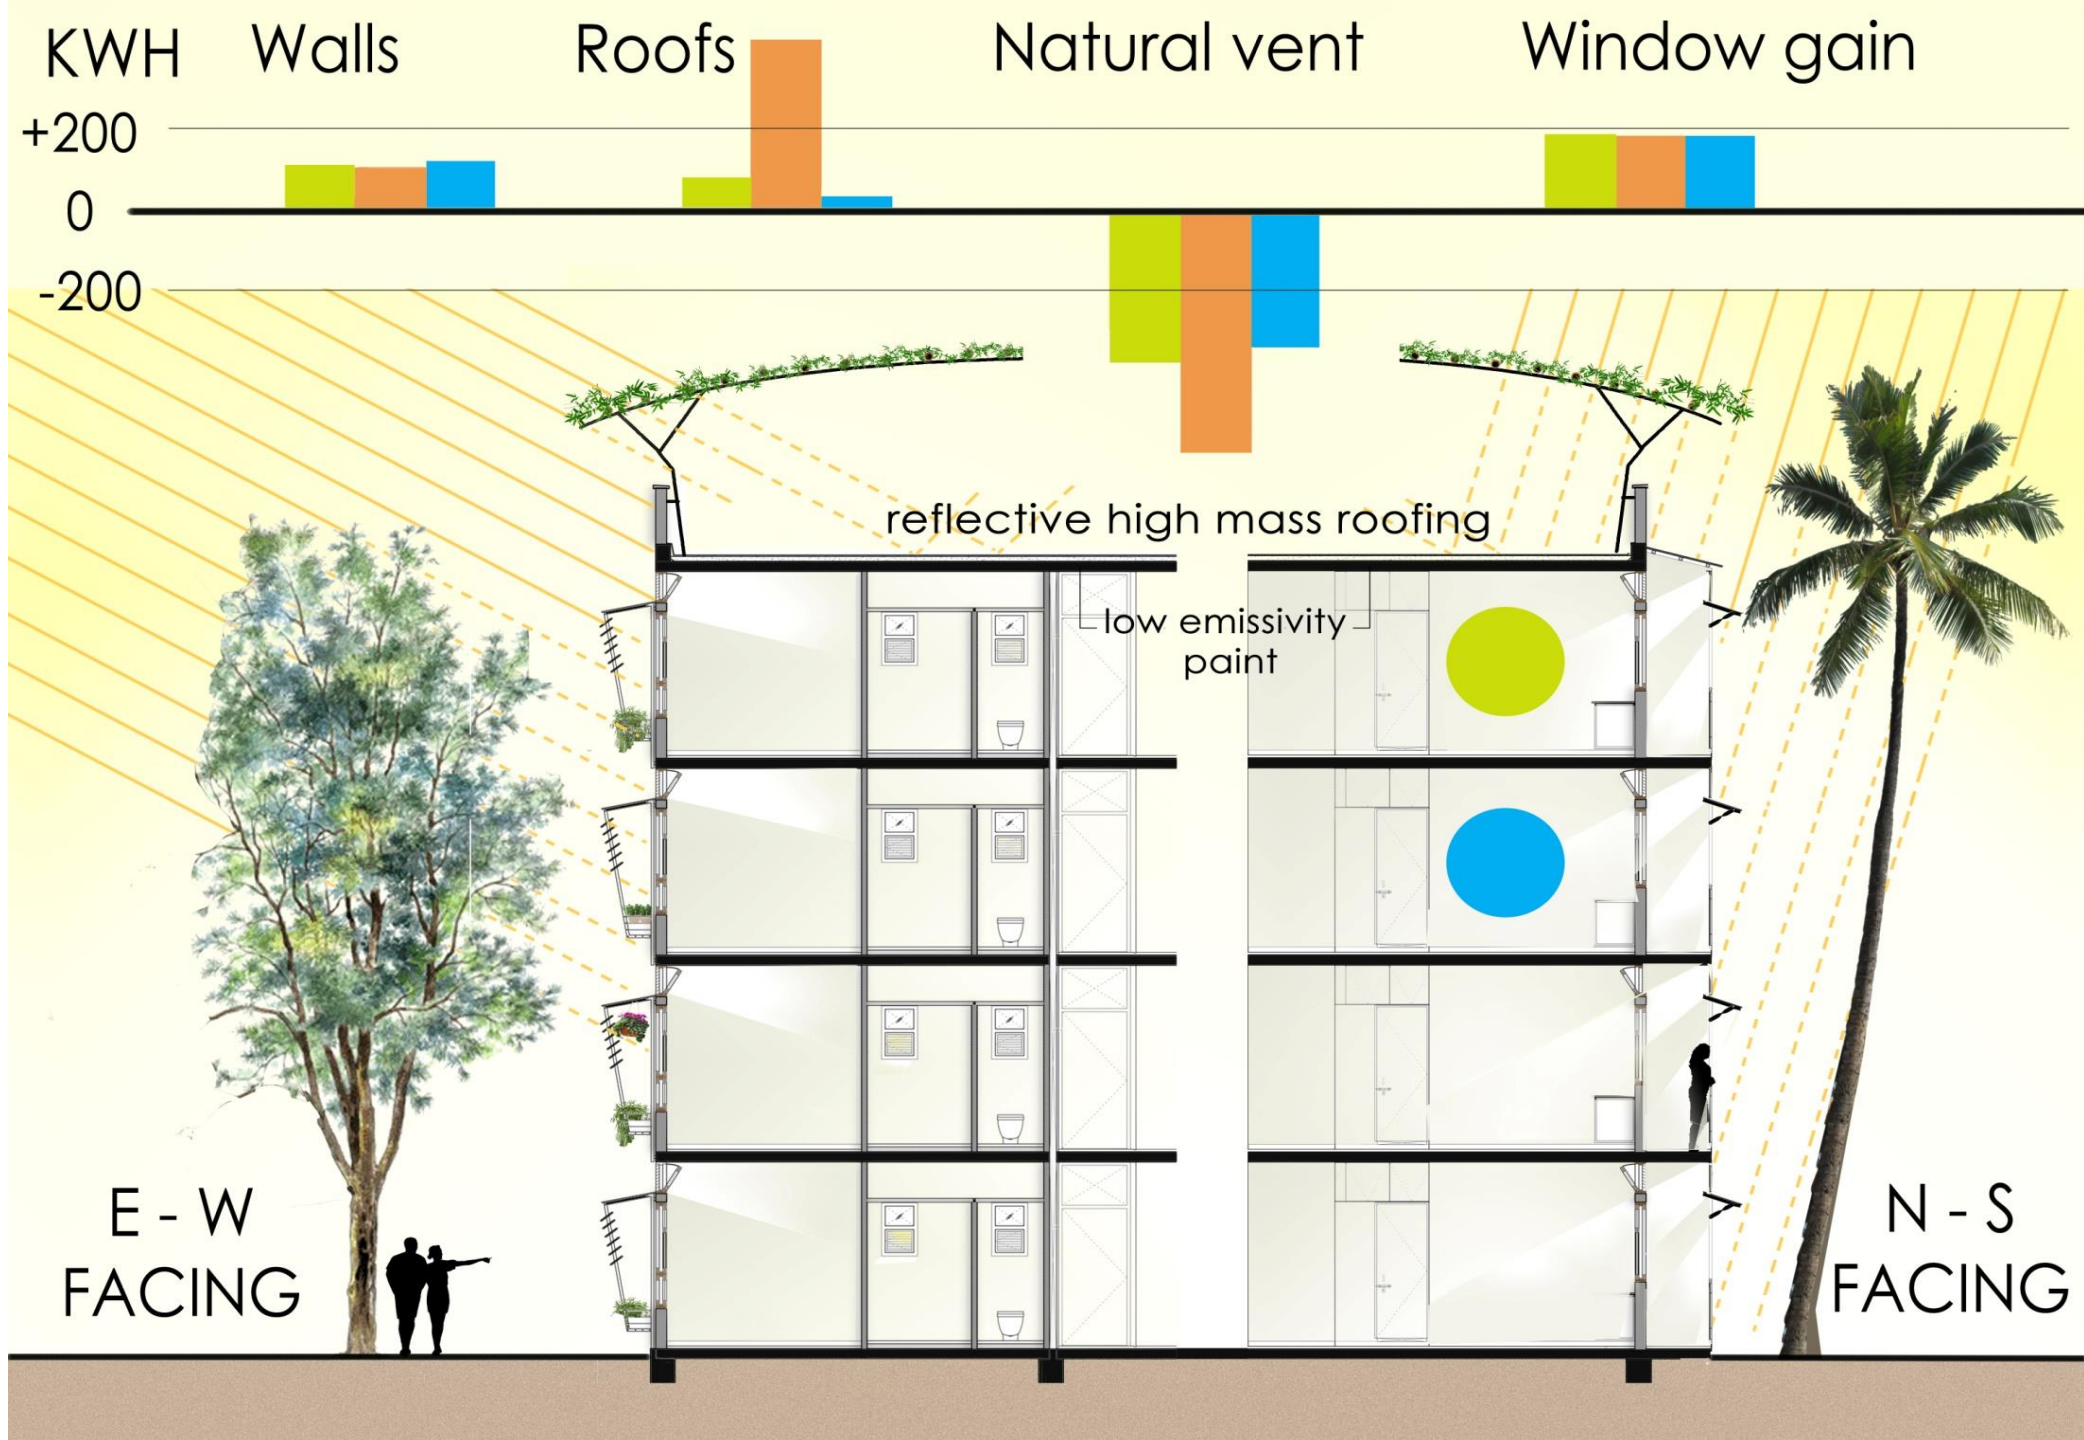 KWH Walls Roofs Natural vent Window gain
+200
0
-200
reflective high mass roofing
low emissivity
paint
E - W
FACING
N - S
FACING